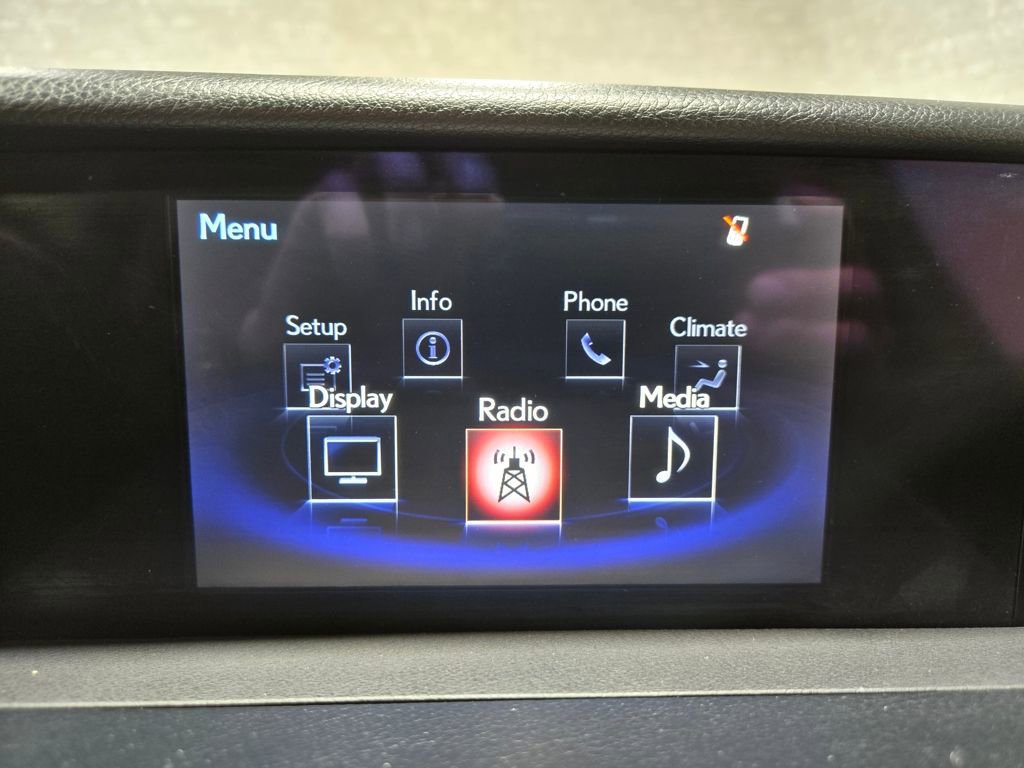 Menu
Info
Phone
Setup
Climate
Display
Radio
Media